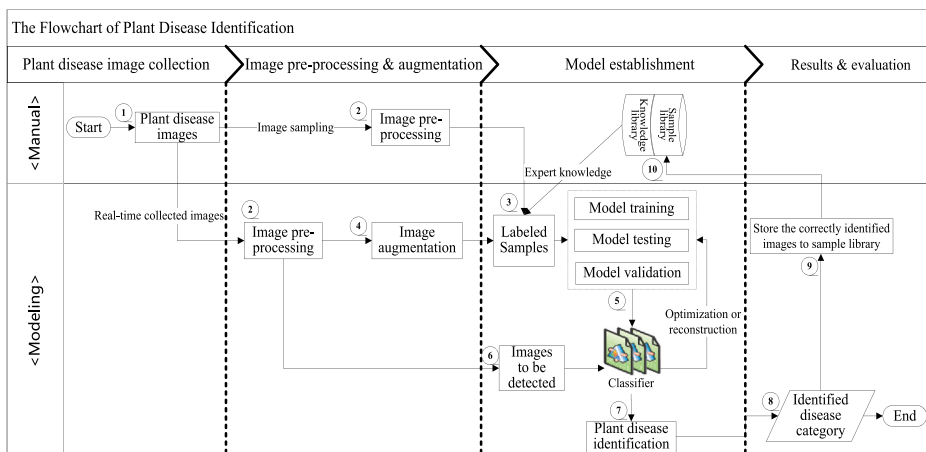 The Flowchart of Plant Disease Identification
Plant disease image collection
Image pre-processing & augmentation
Model establishment
Results & evaluation
<Manual>
Start
1
Plant disease
images
Image sampling
2
Image pre-
processing
Knowledge
library
Sample
library
10
Expert knowledge
<Modeling>
Real-time collected images
2
Image pre-
processing
4
Image
augmentation
3
Labeled
Samples
Model training
Model testing
Model validation
5
Optimization or
reconstruction
6
Images
to be
detected
Classifier
7
Plant disease
identification
Store the correctly identified
images to sample library
9
8
Identified
disease
category
End